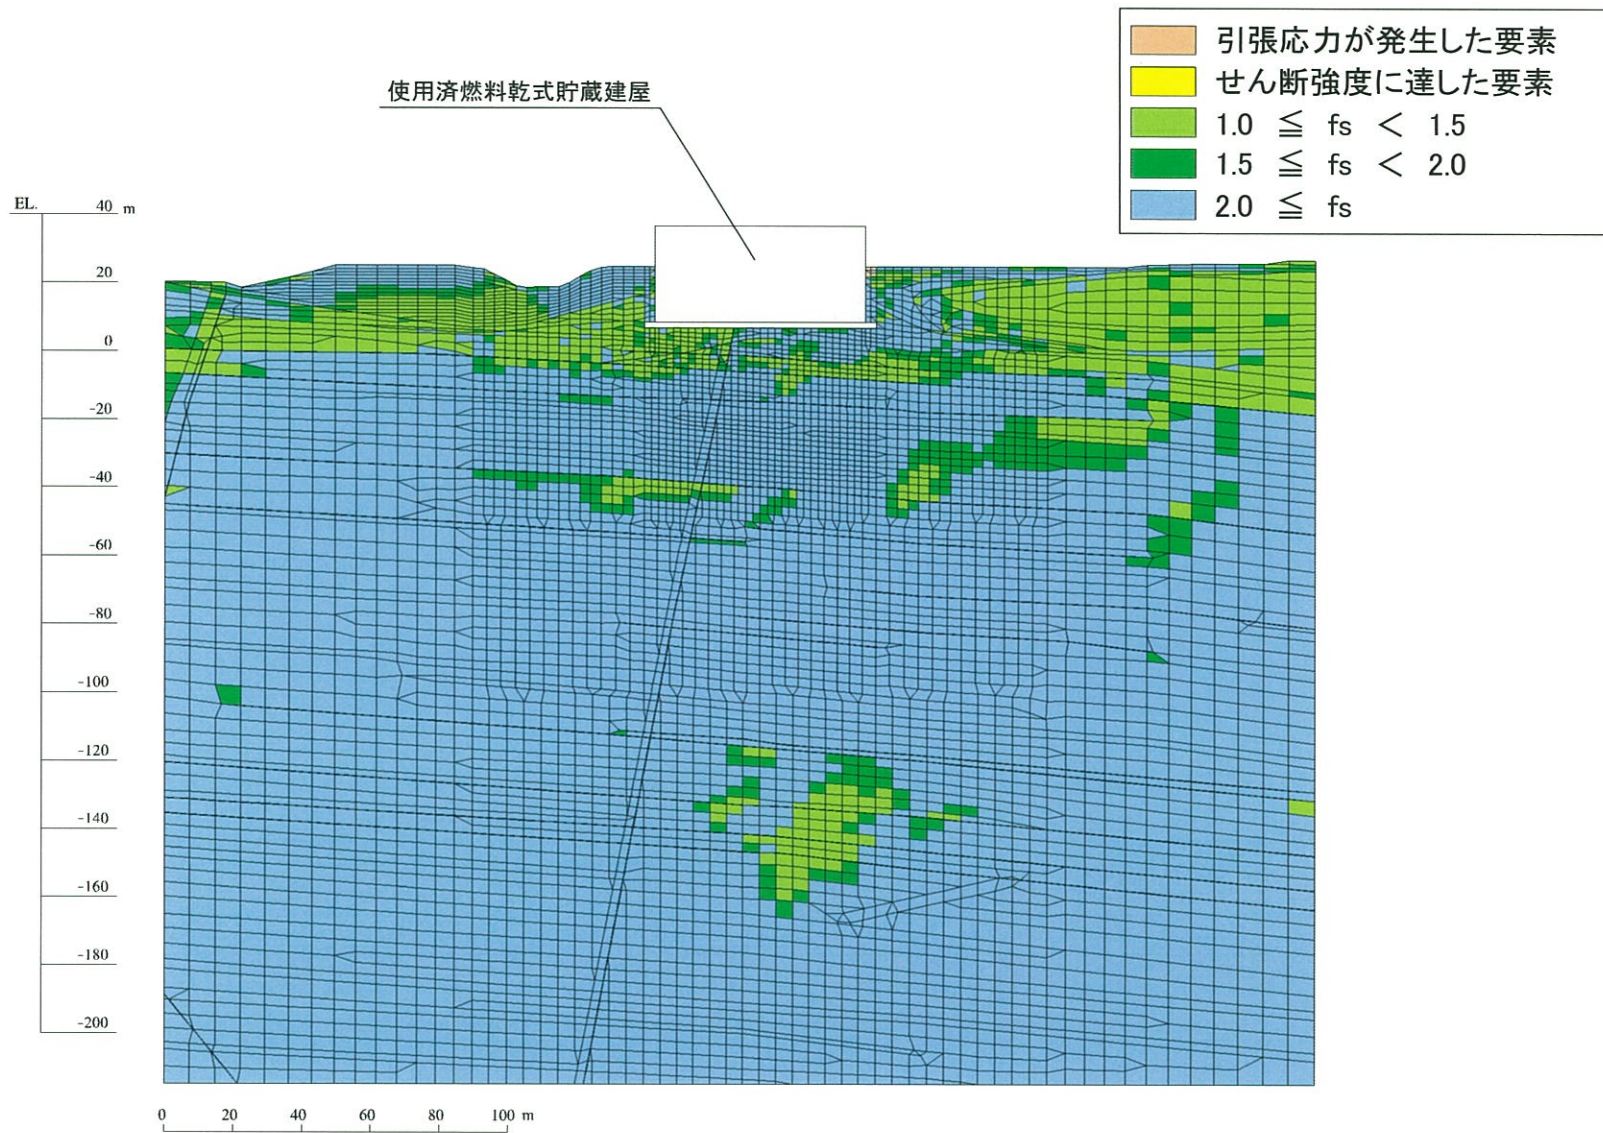 引張応力が発生した要素
せん断強度に達した要素
1.0 ≦ fs < 1.5
1.5 ≦ fs < 2.0
2.0 ≦ fs
使用済燃料乾式貯蔵建屋
EL. 40 m
20
0
-20
-40
-60
-80
-100
-120
-140
-160
-180
-200
0 20 40 60 80 100 m